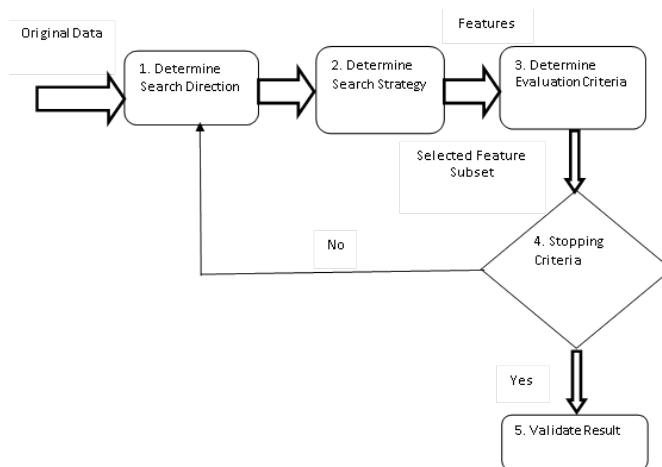 Original Data
Features
1. Determine
Search Direction
2. Determine
Search Strategy
3. Determine
Evaluation Criteria
Selected Feature
Subset
4. Stopping
Criteria
No
Yes
5. Validate Result